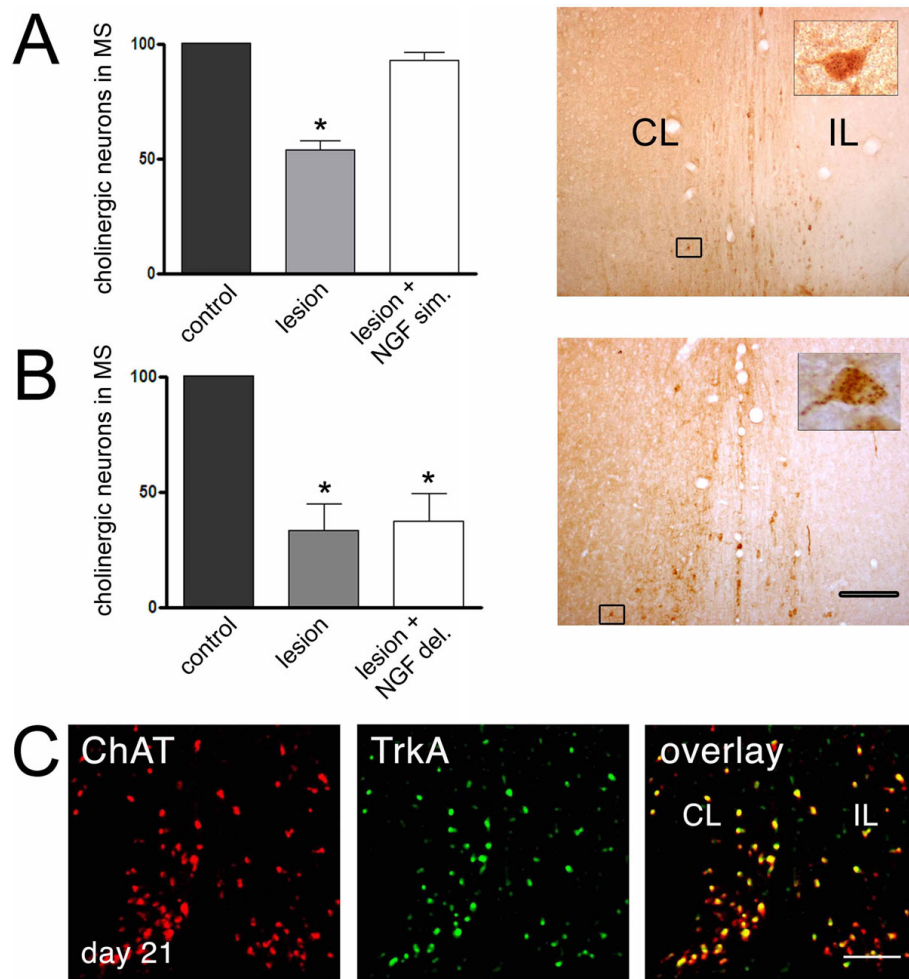 A
cholinergic neurons in MS
100
50
0
*
control
lesion
lesion +
NGF sim.
CL
IL
B
cholinergic neurons in MS
100
50
0
*
*
control
lesion
lesion +
NGF del.
C
ChAT
day 21
TrkA
overlay
CL
IL